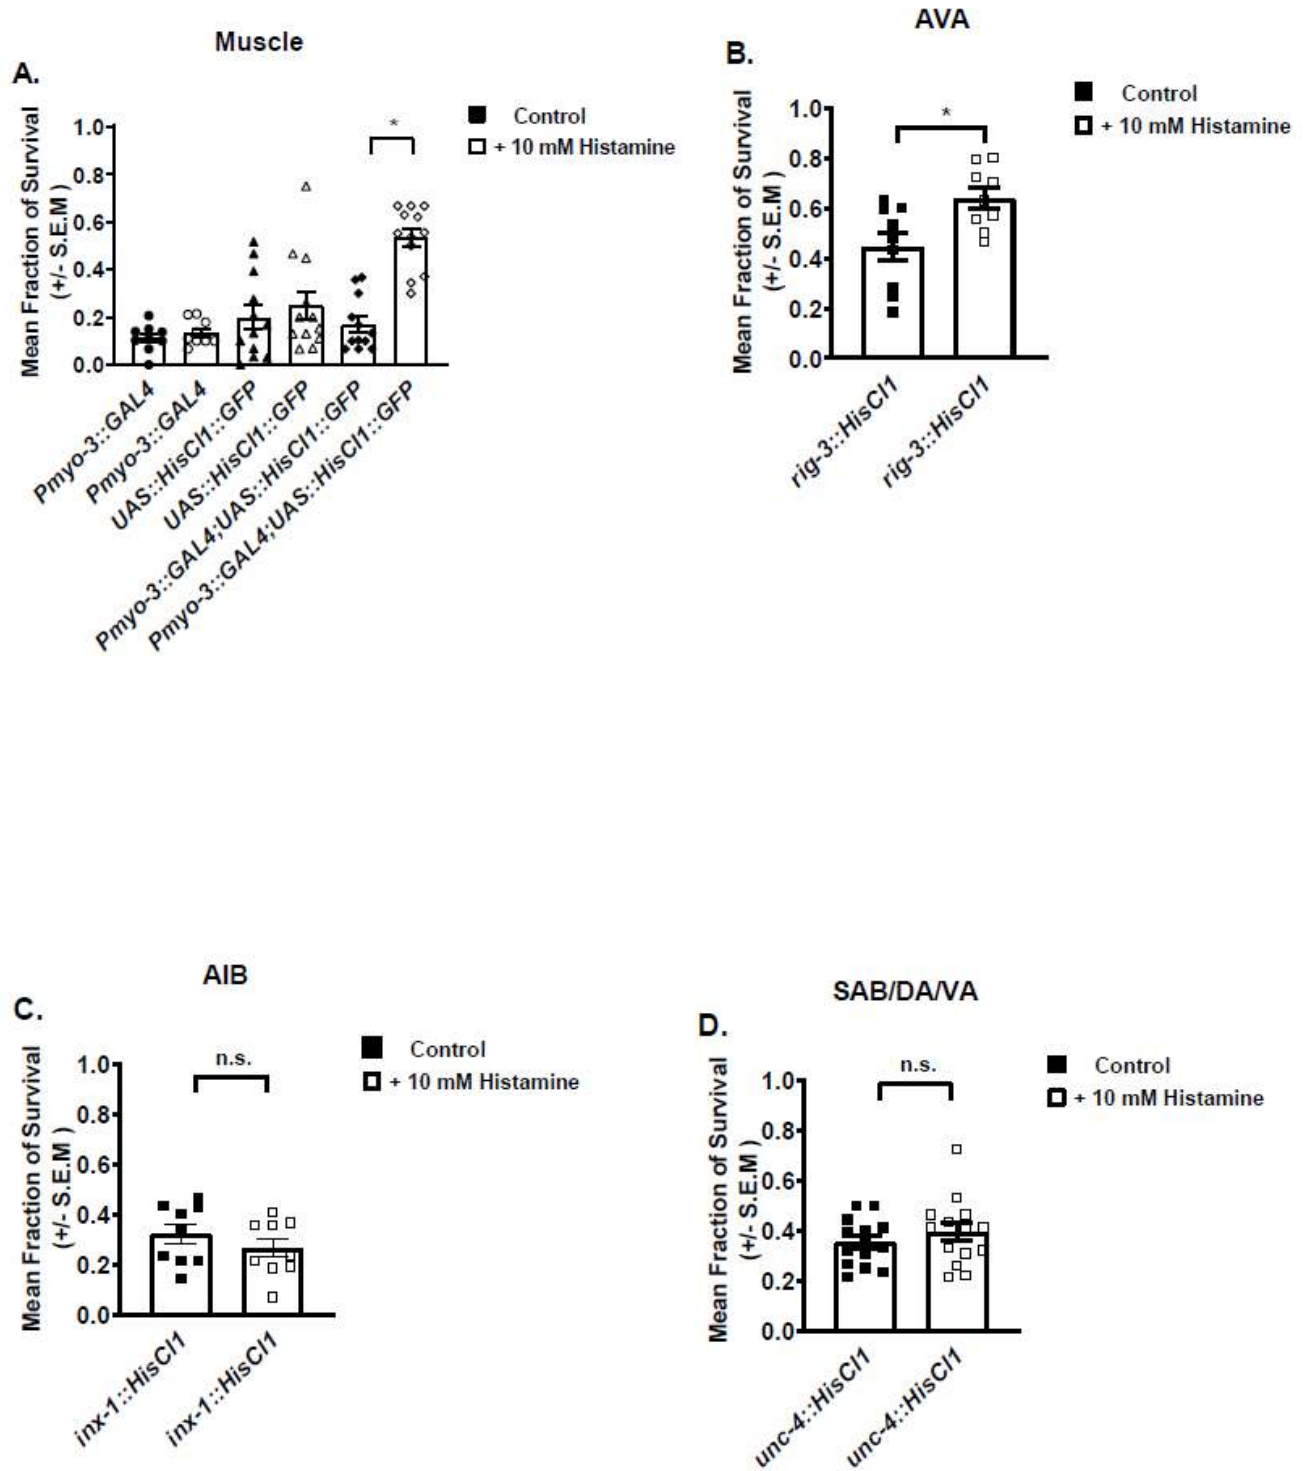 Muscle
A.
Mean Fraction of Survival
(+/- S.E.M )
1.0
0.8
0.6
0.4
0.2
0.0
*
Control
+ 10 mM Histamine
Pmyo-3::GAL4
Pmyo-3::GAL4
UAS::HisCl1::GFP
UAS::HisCl1::GFP
Pmyo-3::GAL4;UAS::HisCl1::GFP
Pmyo-3::GAL4;UAS::HisCl1::GFP
AVA
B.
Mean Fraction of Survival
(+/- S.E.M )
1.0
0.8
0.6
0.4
0.2
0.0
*
Control
+ 10 mM Histamine
rig-3::HisCl1
rig-3::HisCl1
AIB
C.
Mean Fraction of Survival
(+/- S.E.M )
1.0
0.8
0.6
0.4
0.2
0.0
n.s.
Control
+ 10 mM Histamine
inx-1::HisCl1
inx-1::HisCl1
SAB/DA/VA
D.
Mean Fraction of Survival
(+/- S.E.M )
1.0
0.8
0.6
0.4
0.2
0.0
n.s.
Control
+ 10 mM Histamine
unc-4::HisCl1
unc-4::HisCl1